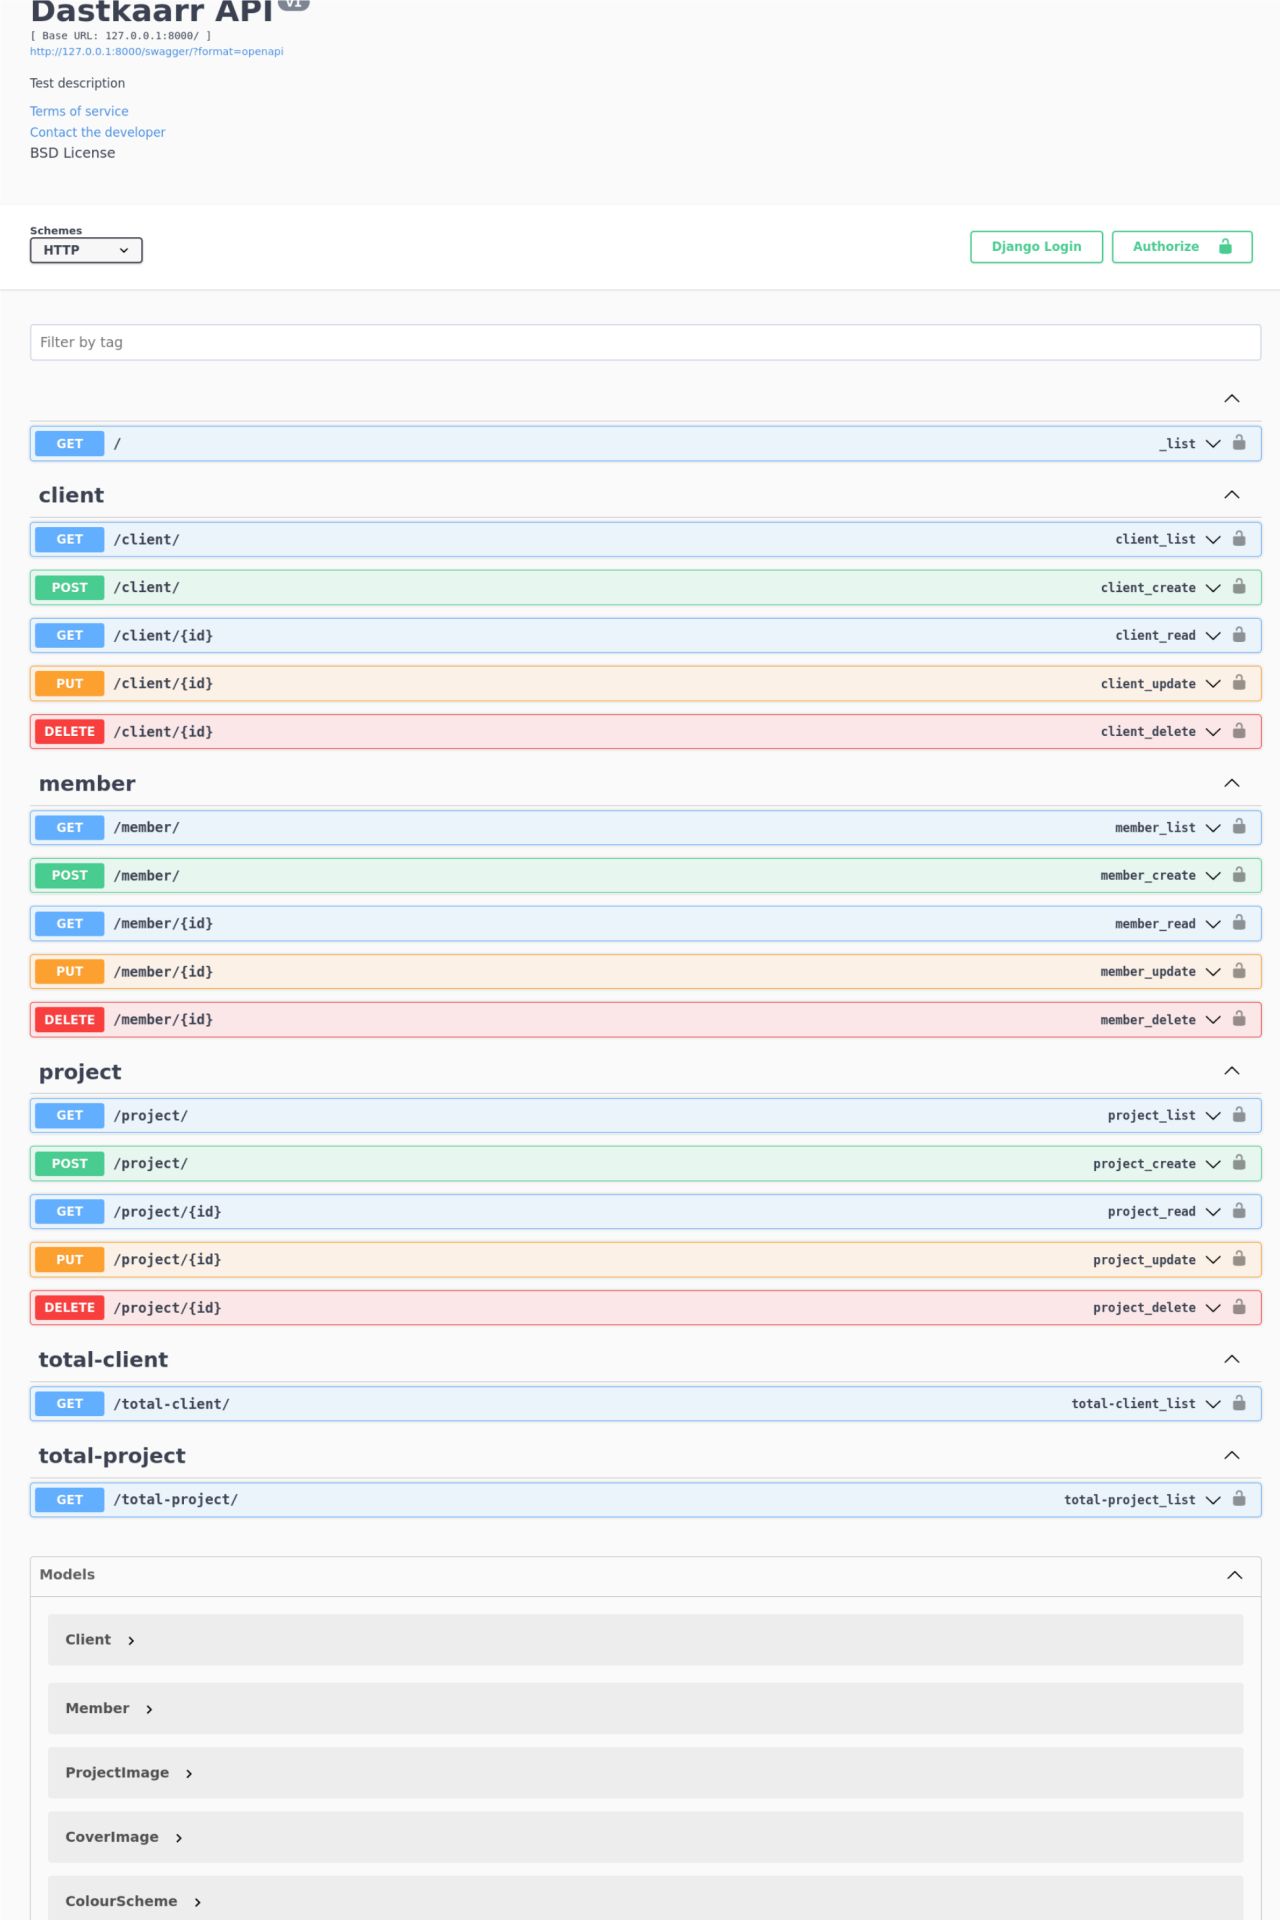 Dastkaarr API v1
[ Base URL: 127.0.0.1:8000/ ]
http://127.0.0.1:8000/swagger/?format=openapi
Test description
Terms of service
Contact the developer
BSD License
Schemes
HTTP
Django Login
Authorize
Filter by tag
GET / _list
client
GET /client/ client_list
POST /client/ client_create
GET /client/{id} client_read
PUT /client/{id} client_update
DELETE /client/{id} client_delete
member
GET /member/ member_list
POST /member/ member_create
GET /member/{id} member_read
PUT /member/{id} member_update
DELETE /member/{id} member_delete
project
GET /project/ project_list
POST /project/ project_create
GET /project/{id} project_read
PUT /project/{id} project_update
DELETE /project/{id} project_delete
total-client
GET /total-client/ total-client_list
total-project
GET /total-project/ total-project_list
Models
Client
Member
ProjectImage
CoverImage
ColourScheme